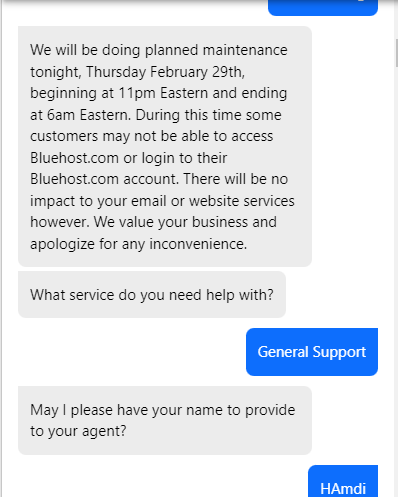 We will be doing planned maintenance
tonight, Thursday February 29th,
beginning at 11pm Eastern and ending
at 6am Eastern. During this time some
customers may not be able to access
Bluehost.com or login to their
Bluehost.com account. There will be no
impact to your email or website services
however. We value your business and
apologize for any inconvenience.
What service do you need help with?
General Support
May I please have your name to provide
to your agent?
HAmdi